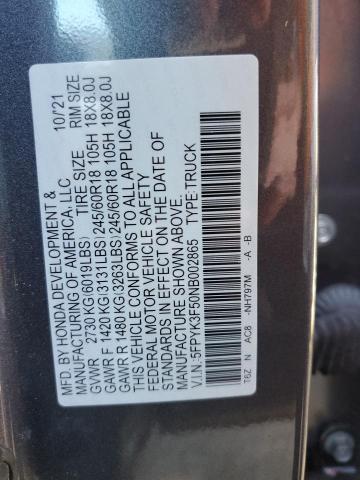 MFD. BY HONDA DEVELOPMENT & 10/'21
MANUFACTURING OF AMERICA, LLC.
GVWR 2730 KG(6019LBS) TIRE SIZE RIM SIZE
GAWR F 1420 KG(3131LBS) 245/60R18 105H 18X8.0J
GAWR R 1480 KG(3263LBS) 245/60R18 105H 18X8.0J
THIS VEHICLE CONFORMS TO ALL APPLICABLE
FEDERAL MOTOR VEHICLE SAFETY
STANDARDS IN EFFECT ON THE DATE OF
MANUFACTURE SHOWN ABOVE.
V.I.N.:5FPYK3F50NB002865 TYPE:TRUCK
T6Z N AC8 -NH797M -A -B